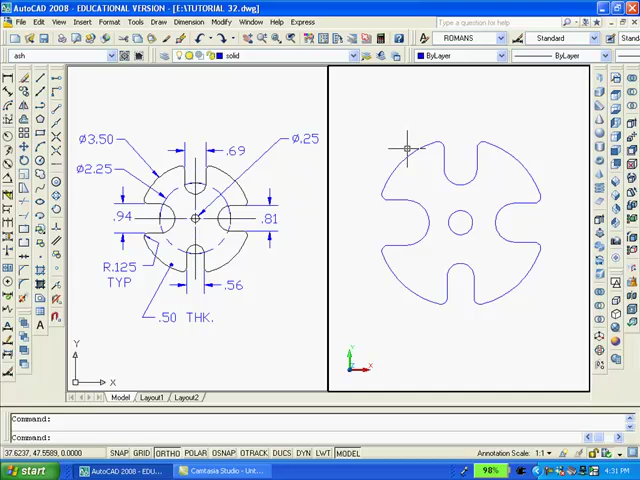 AutoCAD 2008 - EDUCATIONAL VERSION - [E:\TUTORIAL 32.dwg]
File Edit View Insert Format Tools Draw Dimension Modify Window Help Express
Type a question for help
ROMANS
Standard
Standa
ash
solid
ByLayer
ByLayer
Ø3.50
.69
Ø.25
Ø2.25
.94
.81
R.125
TYP
.56
.50 THK.
Y
X
Y
X
Model Layout1 Layout2
Command:
Command:
37.6237, 47.5589, 0.0000
SNAP GRID ORTHO POLAR OSNAP OTRACK DUCS DYN LWT MODEL
Annotation Scale: 1:1
start
AutoCAD 2008 - EDU...
Camtasia Studio - Unt...
98%
4:31 PM